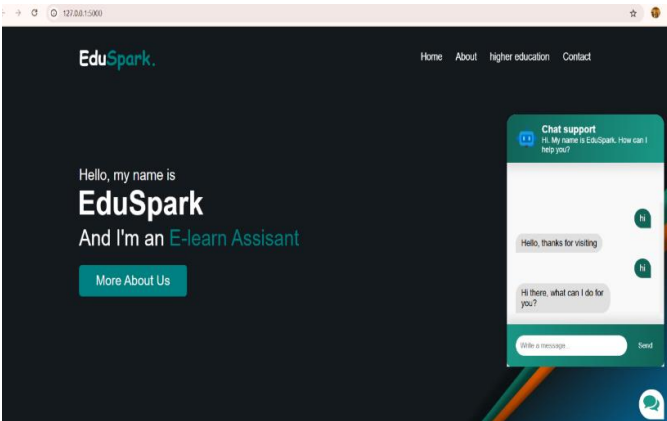 127.0.0.1:5000
EduSpark.
Home About higher education Contact
Hello, my name is
EduSpark
And I'm an E-learn Assisant
More About Us
Chat support
Hi. My name is EduSpark. How can I
help you?
hi
Hello, thanks for visiting
hi
Hi there, what can I do for
you?
Write a message...
Send